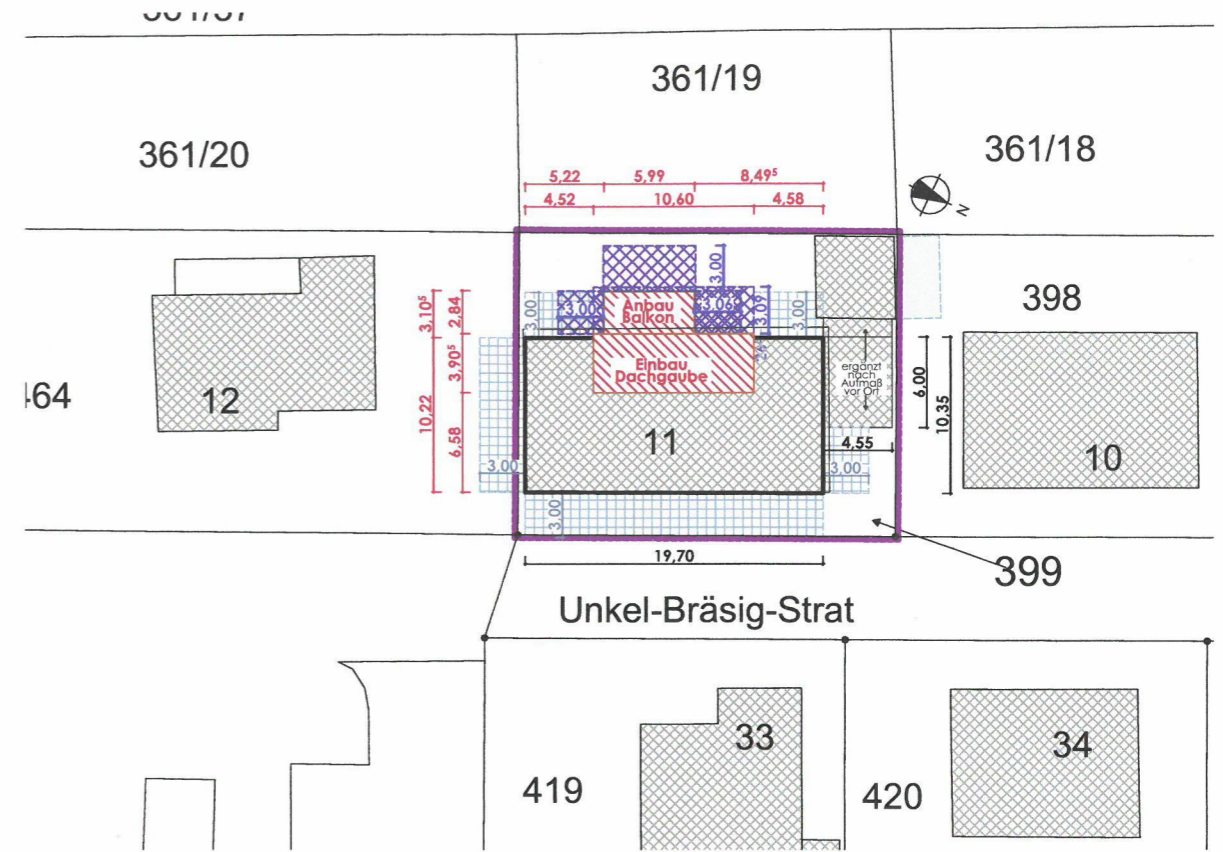 361/19
361/20
361/18
5,22 5,99 8,49⁵
4,52 10,60 4,58
N
3,00
3,00 Anbau 3,06⁵ 3,09 3,00
Balkon
3,00
398
3,10⁵ 2,84
Einbau
Dachgaube
ergänzt
nach
Aufmaß
vor Ort
6,00
10,35
3,90⁵
10,22
6,58
464
12
11
4,55
10
3,00
3,00
3,00
19,70
399
Unkel-Bräsig-Strat
33
34
419
420